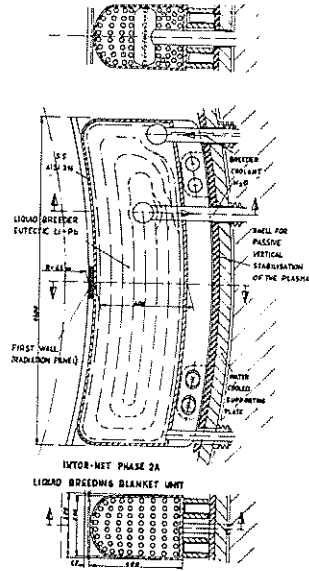 SS
BREEDER
COOLANT
H₂O
LIQUID BREEDER
EUTECTIC Li-Pb
SHELL FOR
PASSIVE
VERTICAL
STABILISATION
OF THE PLASMA
FIRST WALL
(RADIATION PANEL)
WATER
COOLED
SUPPORTING
PLATE
INTOR-NET PHASE 2A
LIQUID BREEDING BLANKET UNIT